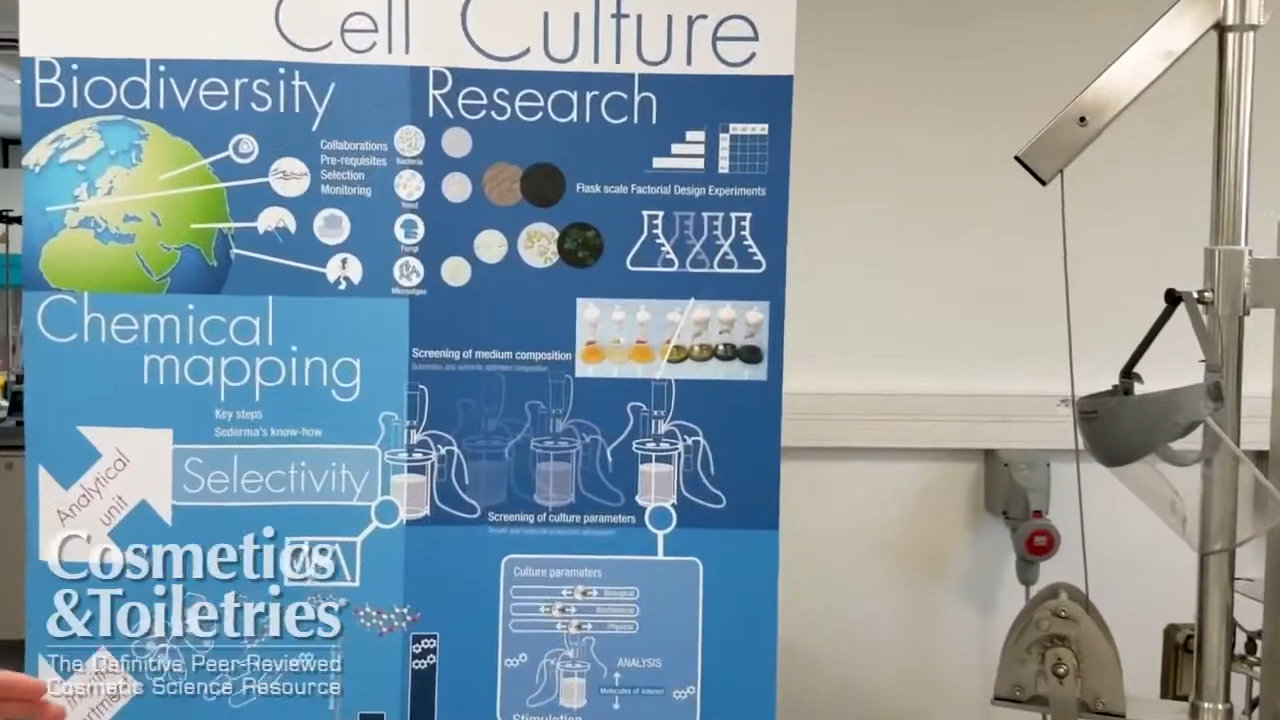 Cell Culture
Biodiversity
Collaborations
Pre-requisites
Selection
Monitoring
Research
Bacteria
Yeast
Fungi
Microalgae
Flask scale Factorial Design Experiments
Screening of medium composition
Screening of culture parameters
Chemical
mapping
Key steps
Sederma's know-how
Selectivity
Analytical
unit
Culture parameters
Biological
Biochemical
Physical
ANALYSIS
Molecules of interest
Stimulation
Cosmetics
&Toiletries
The Definitive Peer-Reviewed
Cosmetic Science Resource